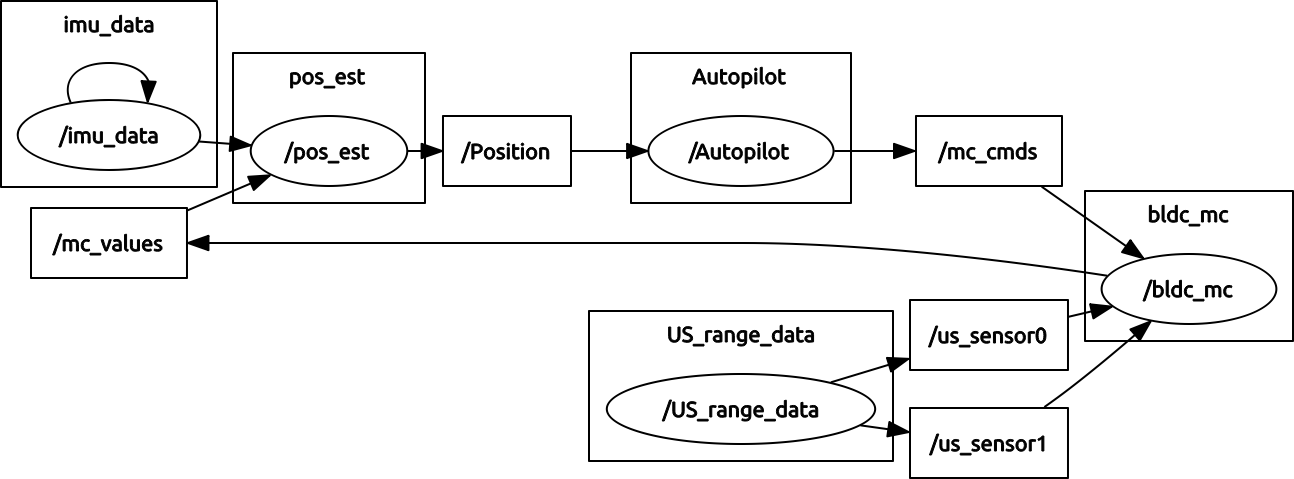 imu_data
/imu_data
pos_est
/pos_est
/Position
Autopilot
/Autopilot
/mc_cmds
/mc_values
bldc_mc
/bldc_mc
US_range_data
/US_range_data
/us_sensor0
/us_sensor1